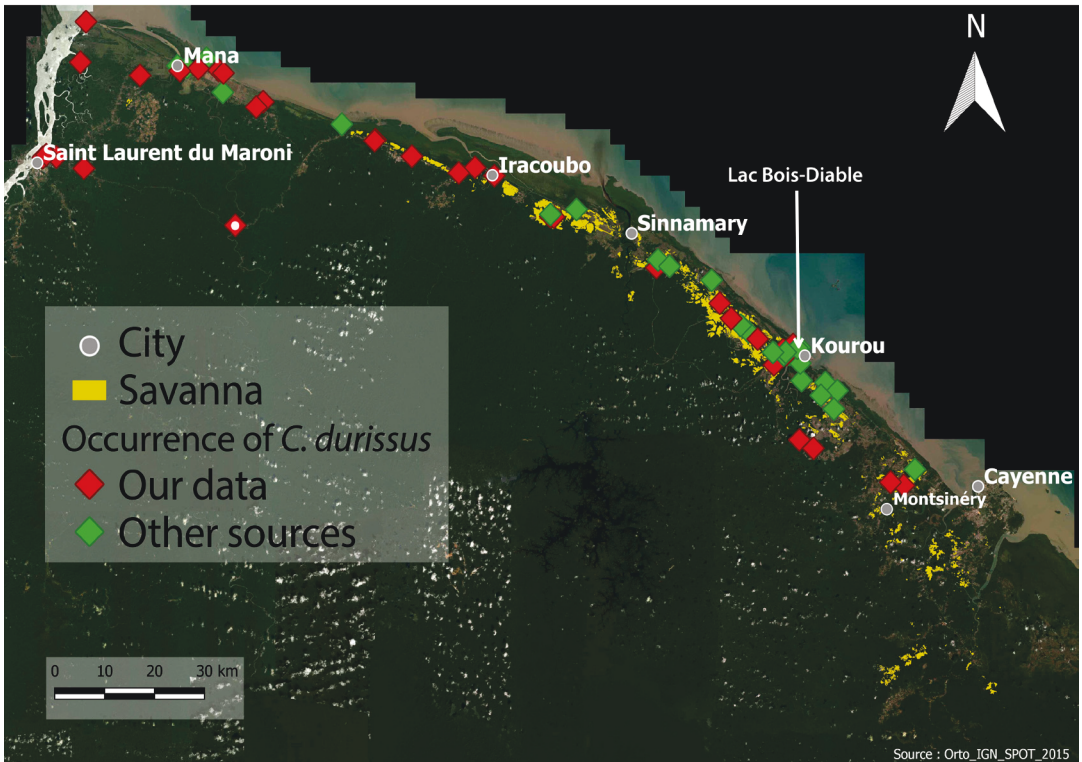 N
Mana
Saint Laurent du Maroni
Iracoubo
Lac Bois-Diable
Sinnamary
City
Kourou
Savanna
Occurrence of C. durissus
Our data
Cayenne
Montsinéry
Other sources
0 10 20 30 km
Source : Orto_IGN_SPOT_2015